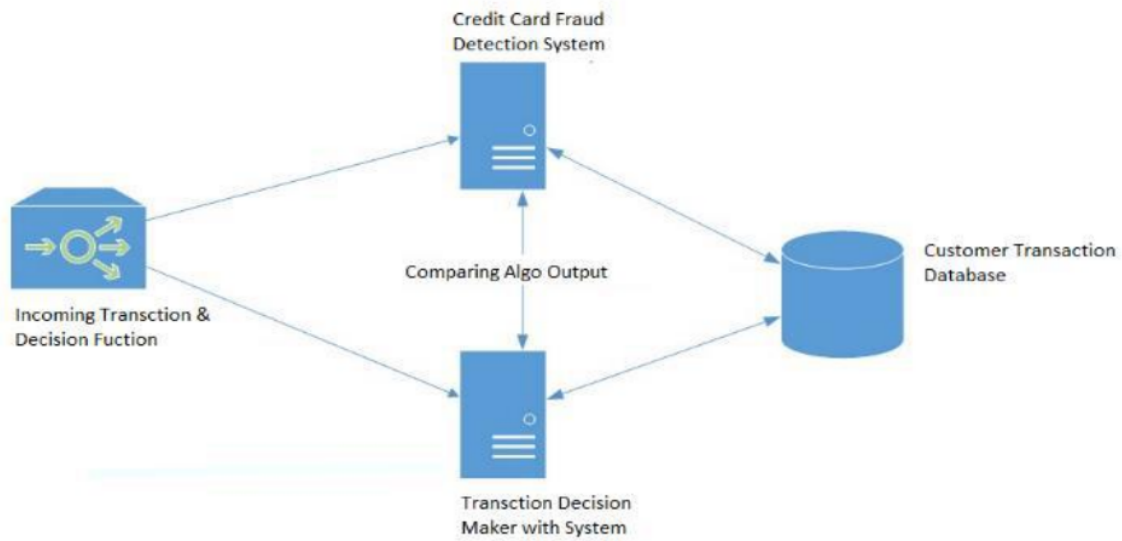 Credit Card Fraud
Detection System
Comparing Algo Output
Customer Transaction
Database
Incoming Transction &
Decision Fuction
Transction Decision
Maker with System